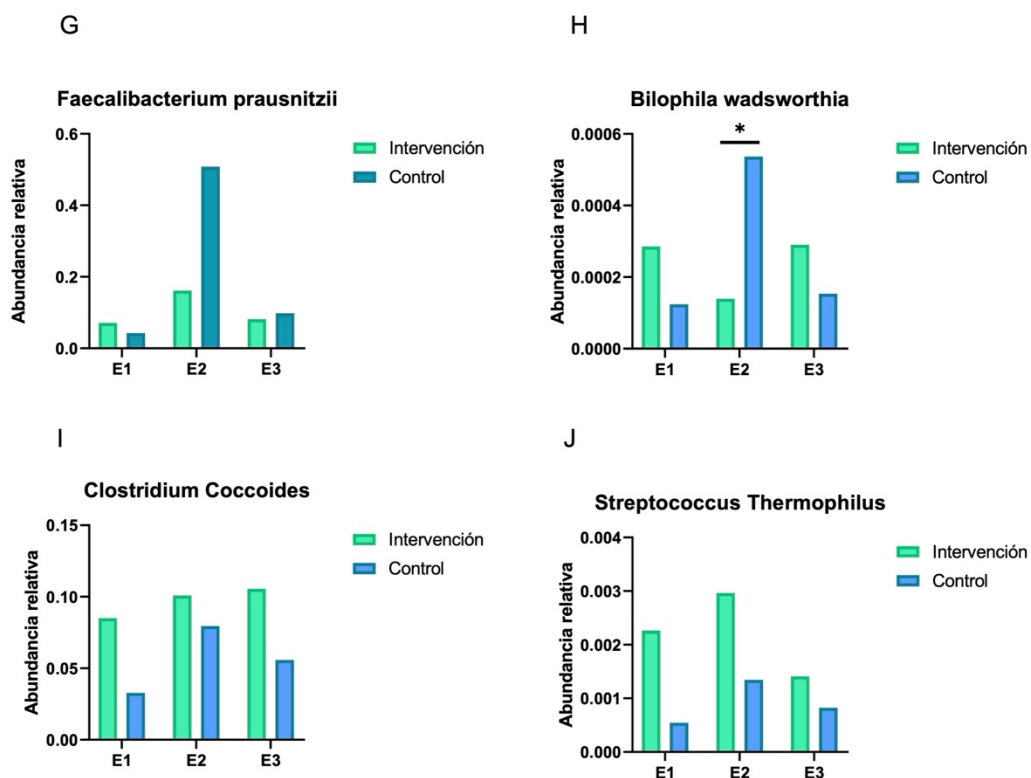 G
Faecalibacterium prausnitzii
Abundancia relativa
0.6
0.4
0.2
0.0
E1 E2 E3
Intervención
Control
H
Bilophila wadsworthia
Abundancia relativa
0.0006
0.0004
0.0002
0.0000
*
E1 E2 E3
Intervención
Control
I
Clostridium Coccoides
Abundancia relativa
0.15
0.10
0.05
0.00
E1 E2 E3
Intervención
Control
J
Streptococcus Thermophilus
Abundancia relativa
0.004
0.003
0.002
0.001
0.000
E1 E2 E3
Intervención
Control